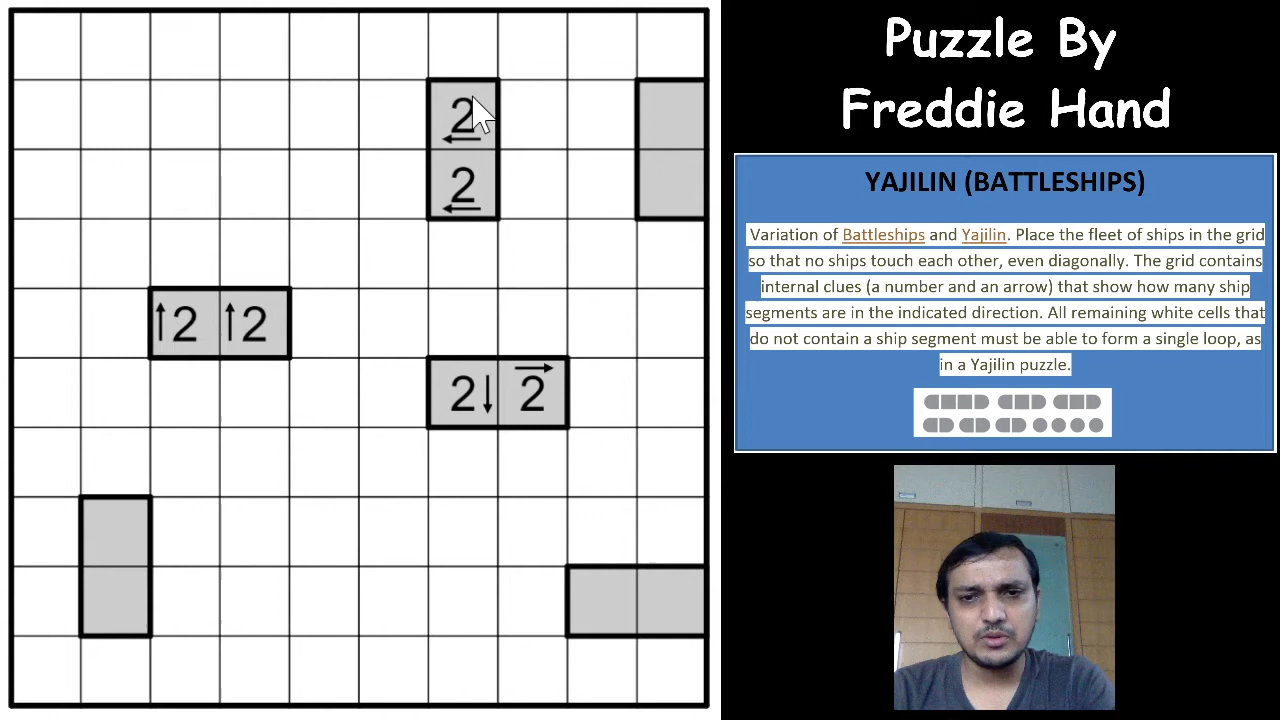 Puzzle By
Freddie Hand
YAJILIN (BATTLESHIPS)
Variation of Battleships and Yajilin. Place the fleet of ships in the grid
so that no ships touch each other, even diagonally. The grid contains
internal clues (a number and an arrow) that show how many ship
segments are in the indicated direction. All remaining white cells that
do not contain a ship segment must be able to form a single loop, as
in a Yajilin puzzle.
2
2
2 2
2 2